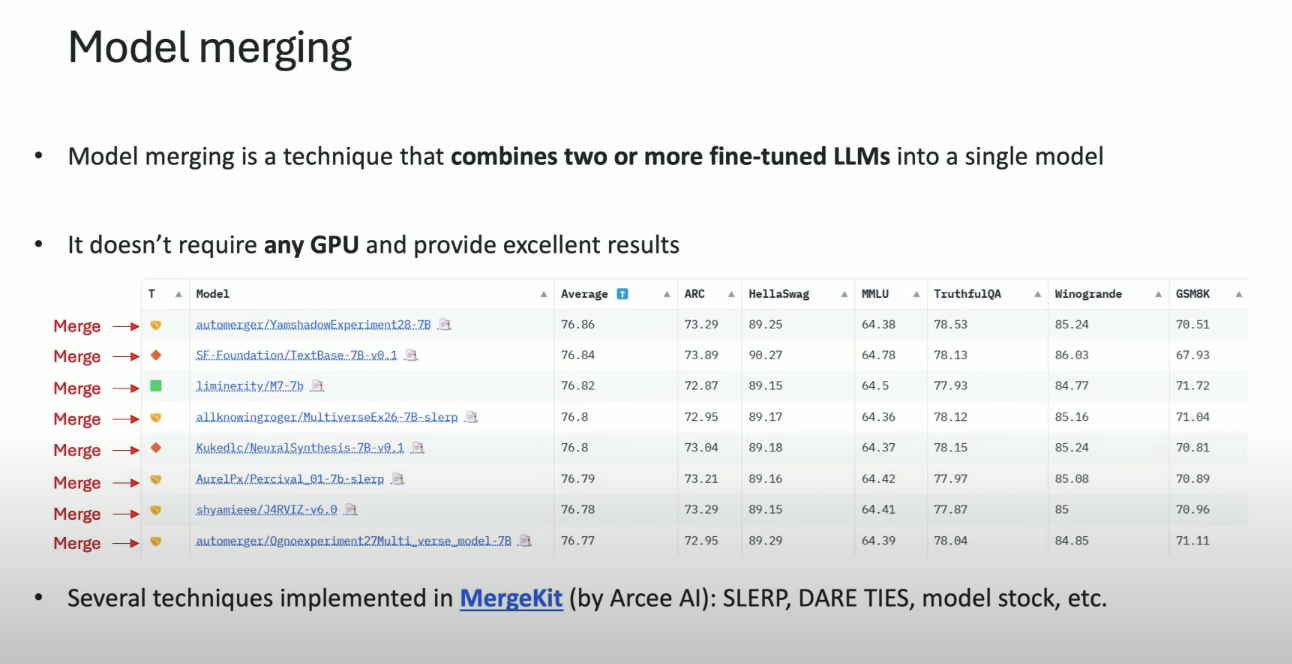 Model merging
• Model merging is a technique that combines two or more fine-tuned LLMs into a single model
• It doesn't require any GPU and provide excellent results
T Model Average ARC HellaSwag MMLU TruthfulQA Winogrande GSM8K
Merge automerger/YamshadowExperiment28-7B 76.86 73.29 89.25 64.38 78.53 85.24 70.51
Merge SF-Foundation/TextBase-7B-v0.1 76.84 73.89 90.27 64.78 78.13 86.03 67.93
Merge liminerity/M7-7b 76.82 72.87 89.15 64.5 77.93 84.77 71.72
Merge allknowingroger/MultiverseEx26-7B-slerp 76.8 72.95 89.17 64.36 78.12 85.16 71.04
Merge Kukedlc/NeuralSynthesis-7B-v0.1 76.8 73.04 89.18 64.37 78.15 85.24 70.81
Merge AurelPx/Percival_01-7b-slerp 76.79 73.21 89.16 64.42 77.97 85.08 70.89
Merge shyamieee/J4RVIZ-v6.0 76.78 73.29 89.15 64.41 77.87 85 70.96
Merge automerger/Ognoexperiment27Multi_verse_model-7B 76.77 72.95 89.29 64.39 78.04 84.85 71.11
• Several techniques implemented in MergeKit (by Arcee AI): SLERP, DARE TIES, model stock, etc.